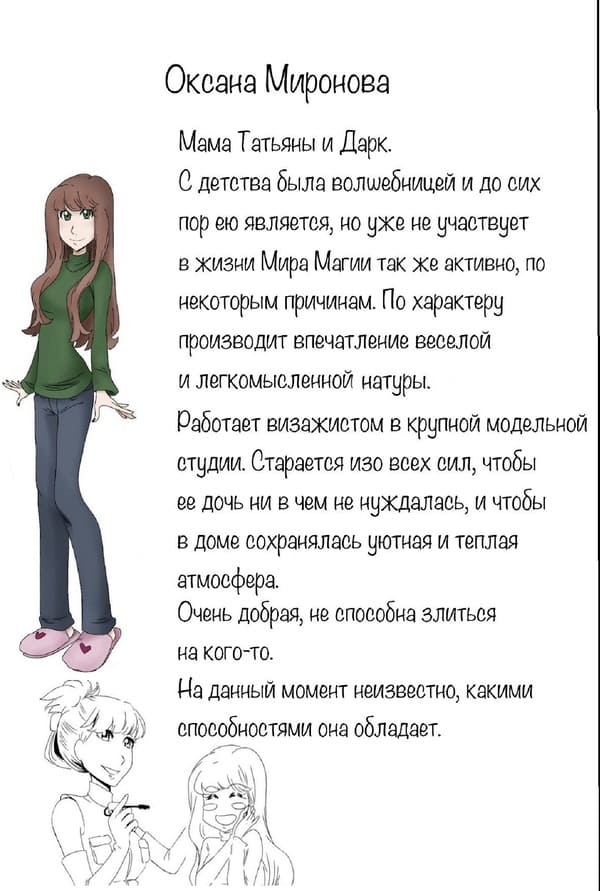 Оксана Миронова
Мама Татьяны и Дарк.
С детства была волшебницей и до сих
пор ею является, но уже не участвует
в жизни Мира Магии так же активно, по
некоторым причинам. По характеру
производит впечатление веселой
и легкомысленной натуры.
Работает визажистом в крупной модельной
студии. Старается изо всех сил, чтобы
ее дочь ни в чем не нуждалась, и чтобы
в доме сохранялась уютная и теплая
атмосфера.
Очень добрая, не способна злиться
на кого-то.
На данный момент неизвестно, какими
способностями она обладает.